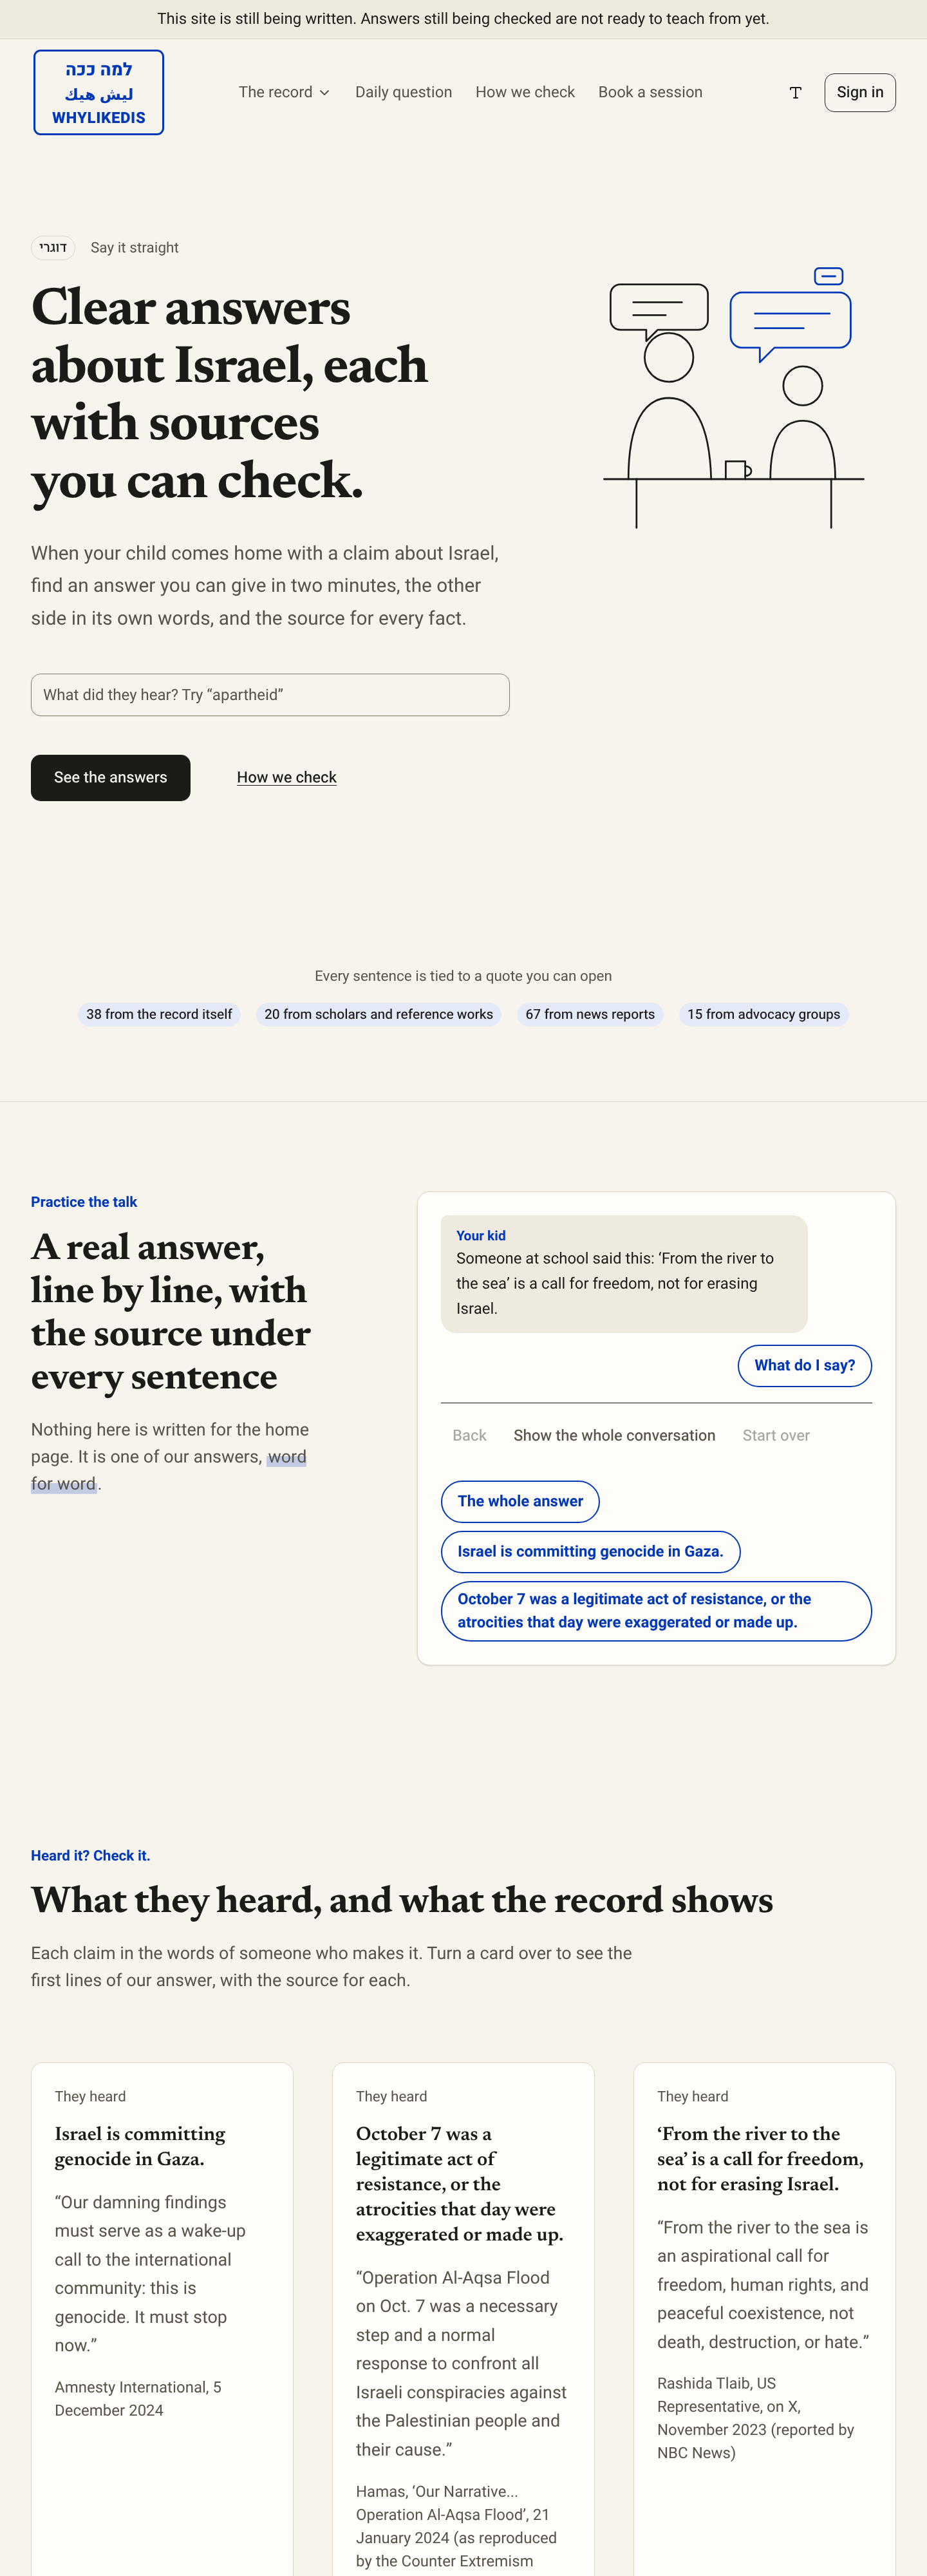 This site is still being written. Answers still being checked are not ready to teach from yet.
למה ככה
ليش هيك
WHYLIKEDIS
The record
Daily question
How we check
Book a session
Sign in
דוגרי
Say it straight
Clear answers
about Israel, each
with sources
you can check.
When your child comes home with a claim about Israel,
find an answer you can give in two minutes, the other
side in its own words, and the source for every fact.
What did they hear? Try “apartheid”
See the answers
How we check
Every sentence is tied to a quote you can open
38 from the record itself
20 from scholars and reference works
67 from news reports
15 from advocacy groups
Practice the talk
A real answer,
line by line, with
the source under
every sentence
Nothing here is written for the home
page. It is one of our answers, word
for word.
Your kid
Someone at school said this: ‘From the river to
the sea’ is a call for freedom, not for erasing
Israel.
What do I say?
Back
Show the whole conversation
Start over
The whole answer
Israel is committing genocide in Gaza.
October 7 was a legitimate act of resistance, or the
atrocities that day were exaggerated or made up.
Heard it? Check it.
What they heard, and what the record shows
Each claim in the words of someone who makes it. Turn a card over to see the
first lines of our answer, with the source for each.
They heard
Israel is committing
genocide in Gaza.
“Our damning findings
must serve as a wake-up
call to the international
community: this is
genocide. It must stop
now.”
Amnesty International, 5
December 2024
They heard
October 7 was a
legitimate act of
resistance, or the
atrocities that day were
exaggerated or made up.
“Operation Al-Aqsa Flood
on Oct. 7 was a necessary
step and a normal
response to confront all
Israeli conspiracies against
the Palestinian people and
their cause.”
Hamas, ‘Our Narrative...
Operation Al-Aqsa Flood’, 21
January 2024 (as reproduced
by the Counter Extremism
They heard
‘From the river to the
sea’ is a call for freedom,
not for erasing Israel.
“From the river to the sea is
an aspirational call for
freedom, human rights, and
peaceful coexistence, not
death, destruction, or hate.”
Rashida Tlaib, US
Representative, on X,
November 2023 (reported by
NBC News)